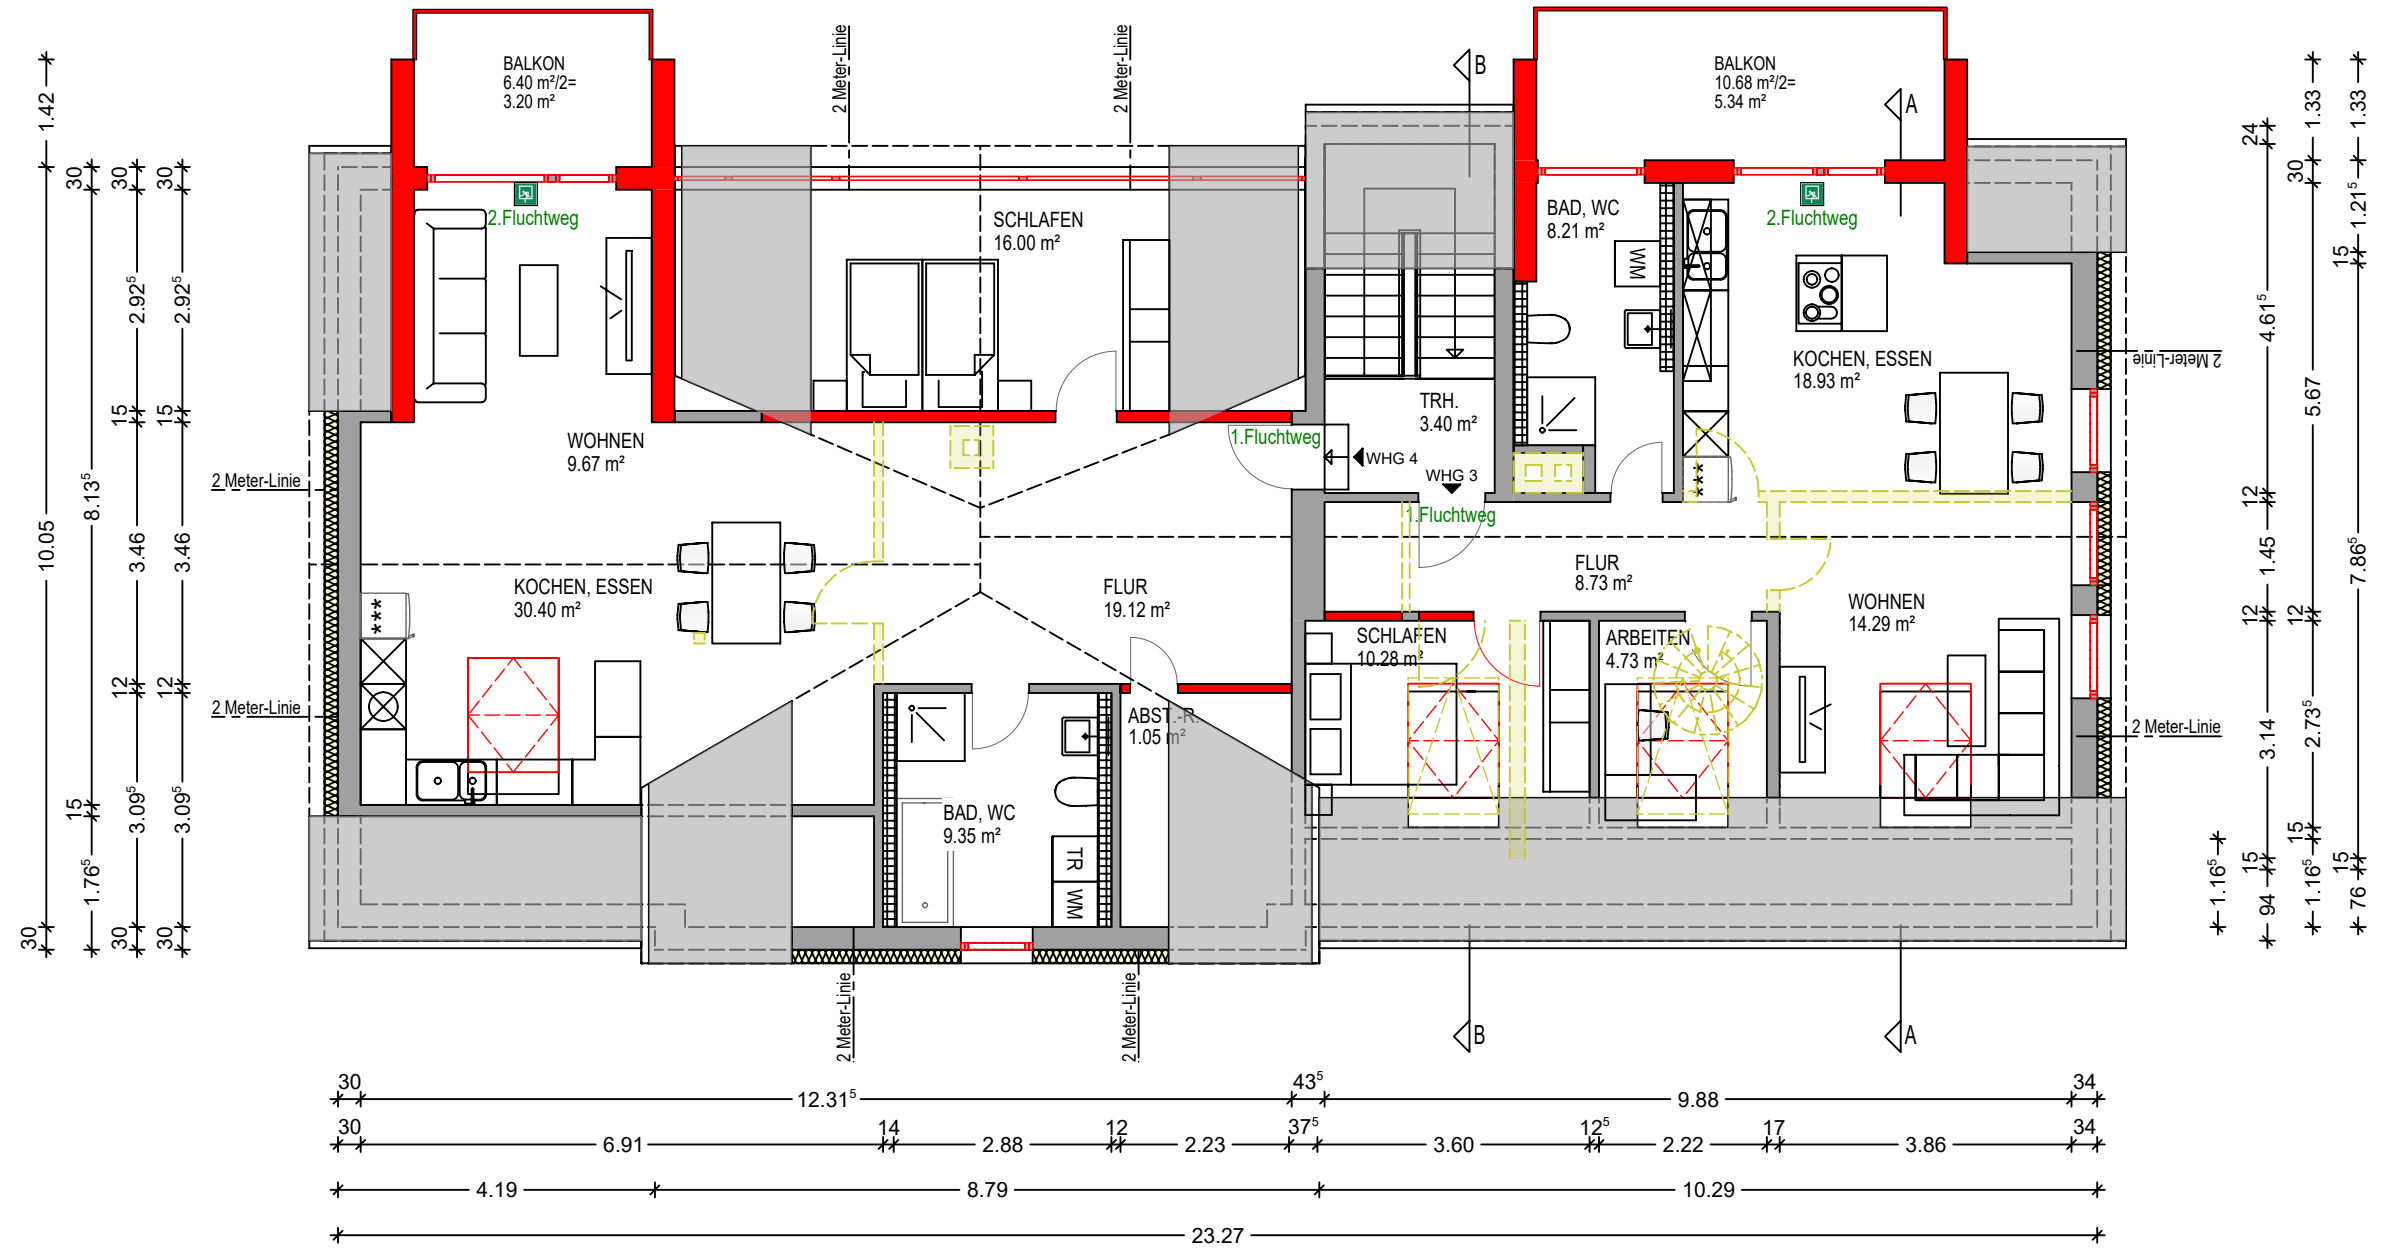 BALKON
6.40 m²/2=
3.20 m²
2 Meter-Linie
2 Meter-Linie
B
BALKON
10.68 m²/2=
5.34 m²
A
2.Fluchtweg
SCHLAFEN
16.00 m²
BAD, WC
8.21 m²
WM
2.Fluchtweg
KOCHEN, ESSEN
18.93 m²
2 Meter-Linie
WOHNEN
9.67 m²
1.Fluchtweg
TRH.
3.40 m²
WHG 4
WHG 3
1.Fluchtweg
***
2 Meter-Linie
KOCHEN, ESSEN
30.40 m²
***
FLUR
19.12 m²
FLUR
8.73 m²
WOHNEN
14.29 m²
SCHLAFEN
10.28 m²
ARBEITEN
4.73 m²
2 Meter-Linie
ABST.-R.
1.05 m²
2 Meter-Linie
BAD, WC
9.35 m²
TR
WM
2 Meter-Linie
2 Meter-Linie
B
A
1.42
10.05
30
30
8.13⁵
15
1.76⁵
30
2.92⁵
15
3.46
12
3.09⁵
30
30
2.92⁵
15
3.46
12
3.09⁵
30
1.16⁵
24
4.61⁵
12
1.45
12
3.14
15
94
1.33
30
5.67
12
2.73⁵
15
1.16⁵
1.33
1.21⁵
15
7.86⁵
15
76
30
12.31⁵
43⁵
9.88
34
30
6.91
14
2.88
12
2.23
37⁵
3.60
12⁵
2.22
17
3.86
34
4.19
8.79
10.29
23.27